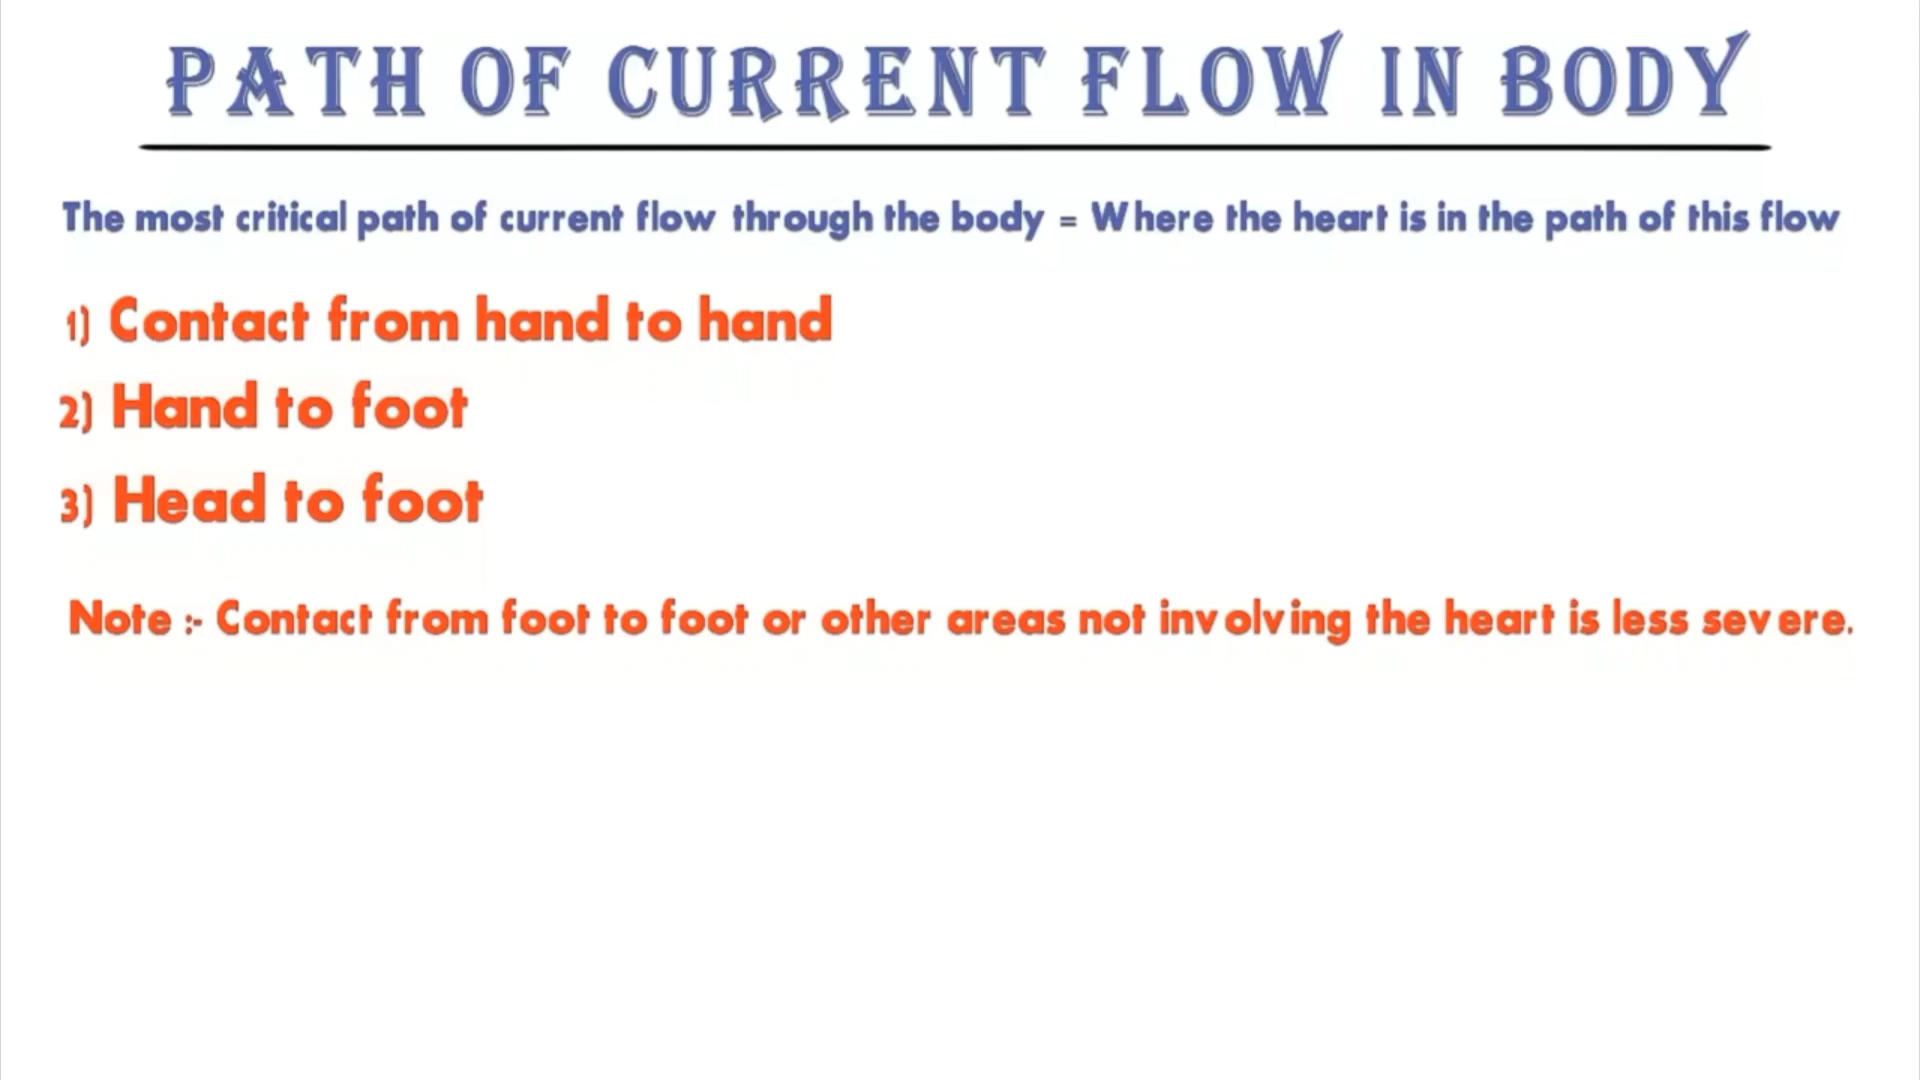 PATH OF CURRENT FLOW IN BODY
The most critical path of current flow through the body = Where the heart is in the path of this flow
1) Contact from hand to hand
2) Hand to foot
3) Head to foot
Note :- Contact from foot to foot or other areas not involving the heart is less severe.